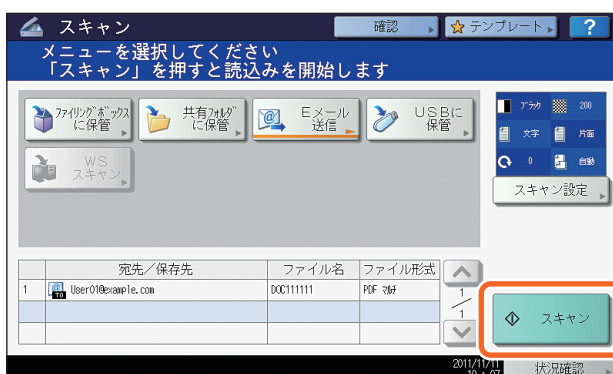 スキャン 確認 テンプレート ?
メニューを選択してください
「スキャン」を押すと読込みを開始します
ファイリングボックス
に保管
共有フォルダ
に保管
Eメール
送信
USBに
保管
WS
スキャン
ブラック 200
文字 片面
0 自動
スキャン設定
宛先/保存先 ファイル名 ファイル形式
1 TO User01@example.com DOC111111 PDF マルチ
1
1
スキャン
2011/11/11
状況確認